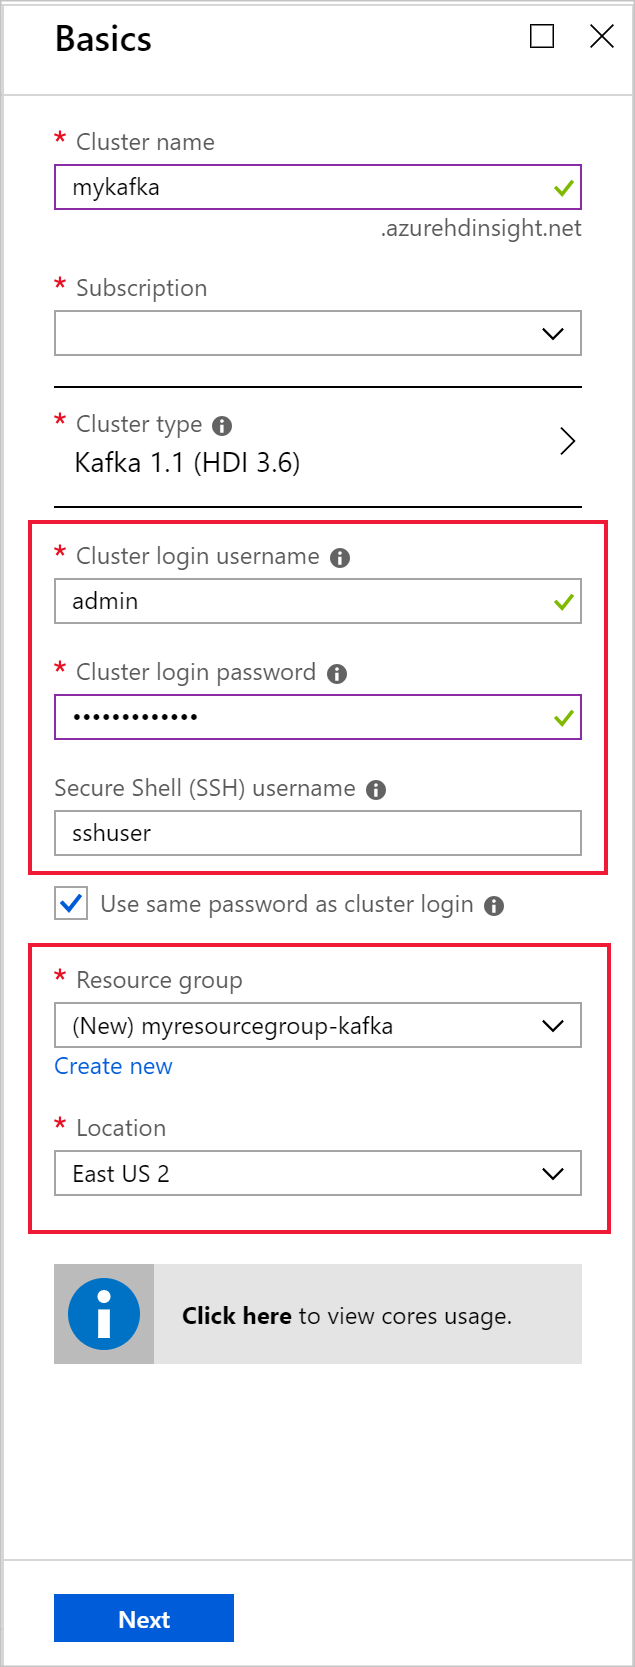 Basics
* Cluster name
mykafka
.azurehdinsight.net
* Subscription
* Cluster type
Kafka 1.1 (HDI 3.6)
* Cluster login username
admin
* Cluster login password
•••••••••••••
Secure Shell (SSH) username
sshuser
Use same password as cluster login
* Resource group
(New) myresourcegroup-kafka
Create new
* Location
East US 2
Click here to view cores usage.
Next